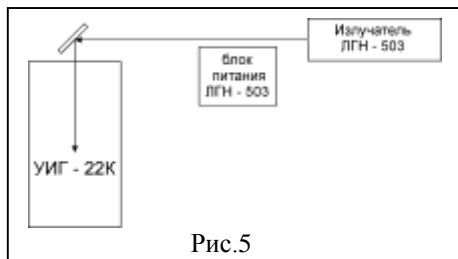 Излучатель
ЛГН - 503
блок
питания
ЛГН - 503
УИГ - 22К
Рис.5